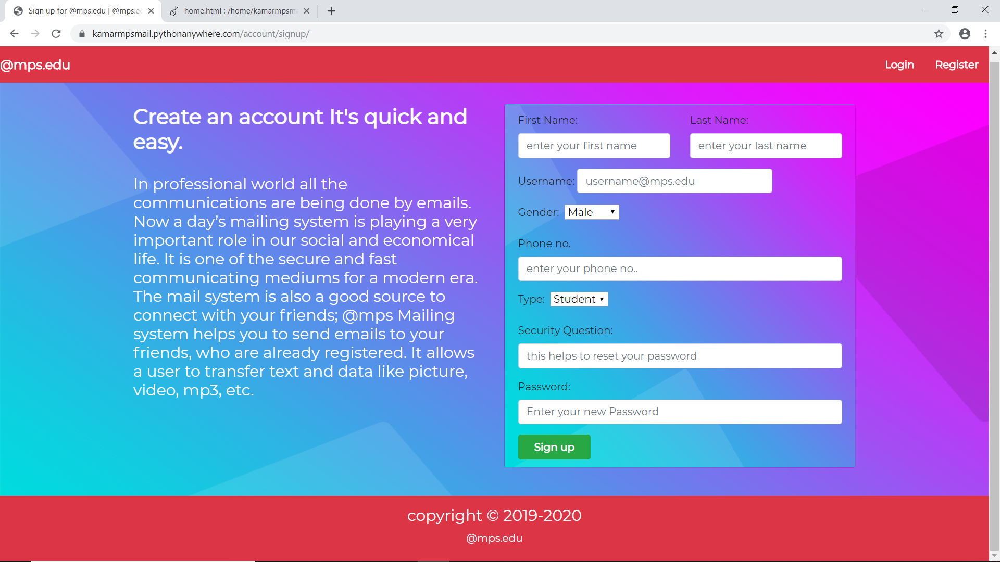 Sign up for @mps.edu | @mps.e
home.html : /home/kamarmpsm
kamarmpsmail.pythonanywhere.com/account/signup/
@mps.edu
Login
Register
Create an account It's quick and
easy.
In professional world all the
communications are being done by emails.
Now a day’s mailing system is playing a very
important role in our social and economical
life. It is one of the secure and fast
communicating mediums for a modern era.
The mail system is also a good source to
connect with your friends; @mps Mailing
system helps you to send emails to your
friends, who are already registered. It allows
a user to transfer text and data like picture,
video, mp3, etc.
First Name:
Last Name:
enter your first name
enter your last name
Username: username@mps.edu
Gender: Male
Phone no.
enter your phone no..
Type: Student
Security Question:
this helps to reset your password
Password:
Enter your new Password
Sign up
copyright © 2019-2020
@mps.edu